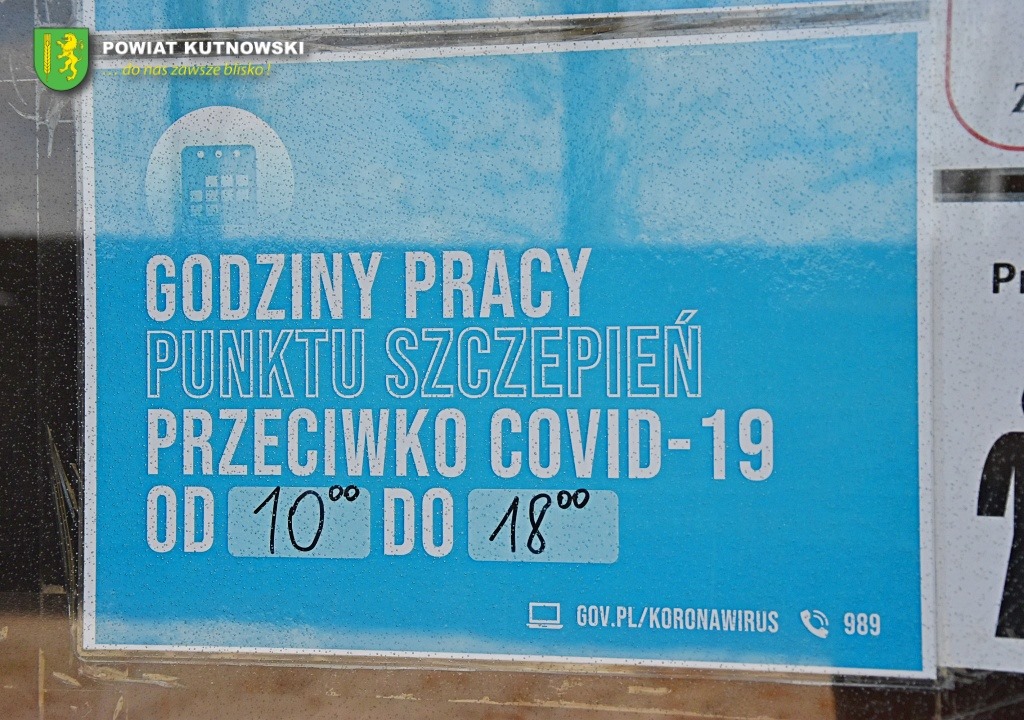 POWIAT KUTNOWSKI
... do nas zawsze blisko!
GODZINY PRACY
PUNKTU SZCZEPIEŃ
PRZECIWKO COVID-19
OD 10⁰⁰ DO 18⁰⁰
GOV.PL/KORONAWIRUS 989